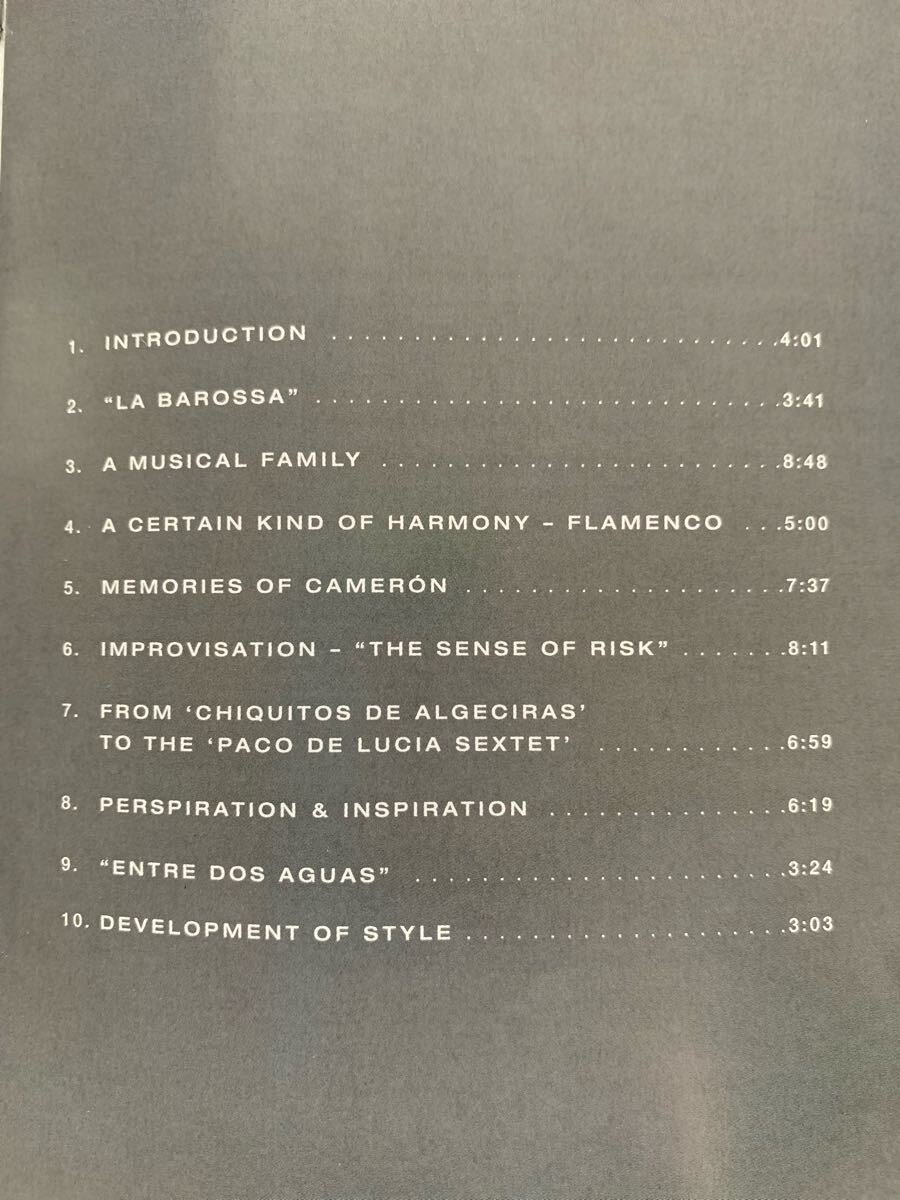 1. INTRODUCTION . . . . . . . . . . . . . . . . . . . . . . . . . . . . .4:01
2. “LA BAROSSA” . . . . . . . . . . . . . . . . . . . . . . . . . . . . . .3:41
3. A MUSICAL FAMILY . . . . . . . . . . . . . . . . . . . . . . . . . .8:48
4. A CERTAIN KIND OF HARMONY – FLAMENCO . . .5:00
5. MEMORIES OF CAMERÓN . . . . . . . . . . . . . . . . . . . . .7:37
6. IMPROVISATION – “THE SENSE OF RISK” . . . . . . .8:11
7. FROM ‘CHIQUITOS DE ALGECIRAS’
TO THE ‘PACO DE LUCIA SEXTET’ . . . . . . . . . . . . .6:59
8. PERSPIRATION & INSPIRATION . . . . . . . . . . . . . . . .6:19
9. “ENTRE DOS AGUAS” . . . . . . . . . . . . . . . . . . . . . . . .3:24
10. DEVELOPMENT OF STYLE . . . . . . . . . . . . . . . . . . . . .3:03